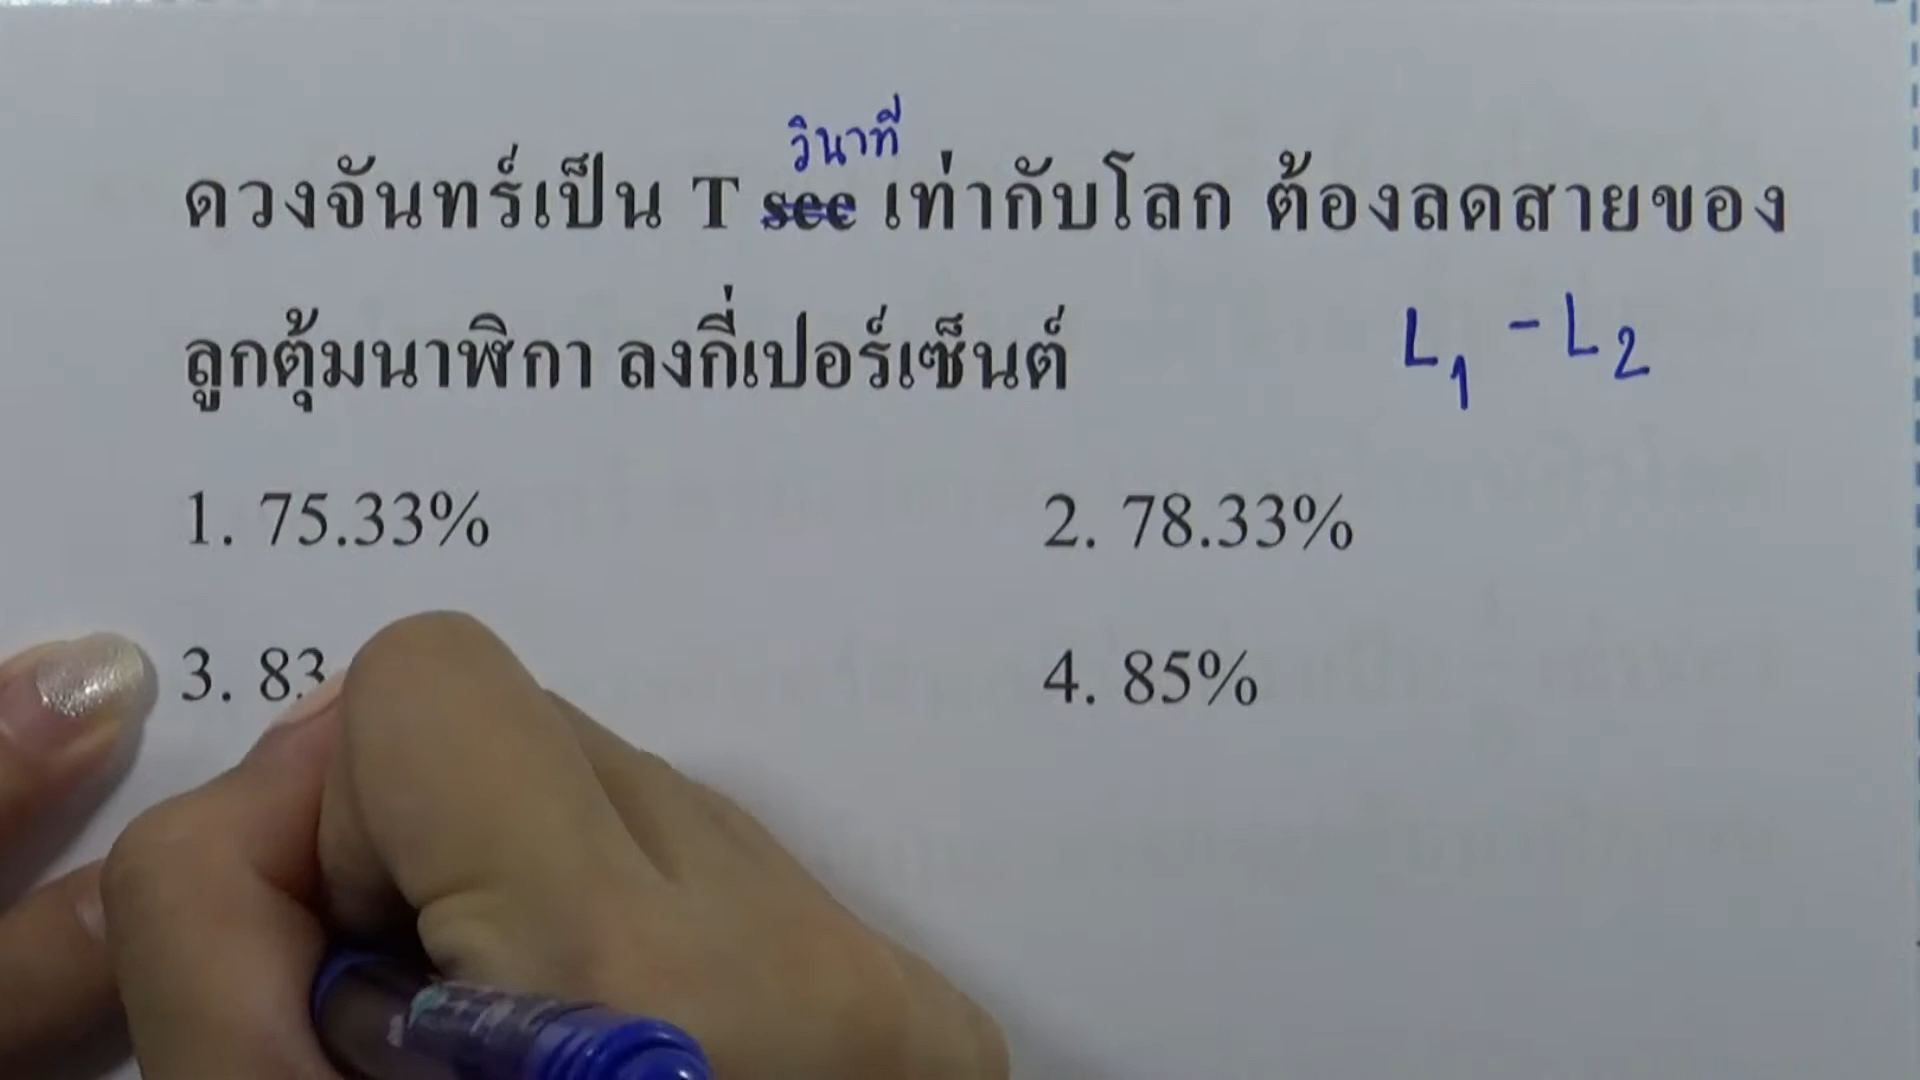 วินาที
ดวงจันทร์เป็น T sec เท่ากับโลก ต้องลดสายของ
ลูกตุ้มนาฬิกา ลงกี่เปอร์เซ็นต์
L1 - L2
1. 75.33%
2. 78.33%
3. 83
4. 85%